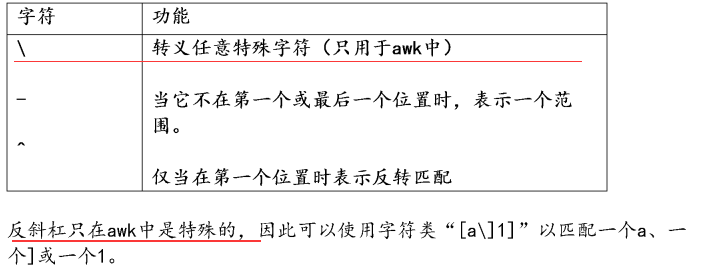 字符 功能
\ 转义任意特殊字符（只用于awk中）
- 当它不在第一个或最后一个位置时，表示一个范
围。
^
仅当在第一个位置时表示反转匹配
反斜杠只在awk中是特殊的，因此可以使用字符类“[a\]1]”以匹配一个a、一
个]或一个1。